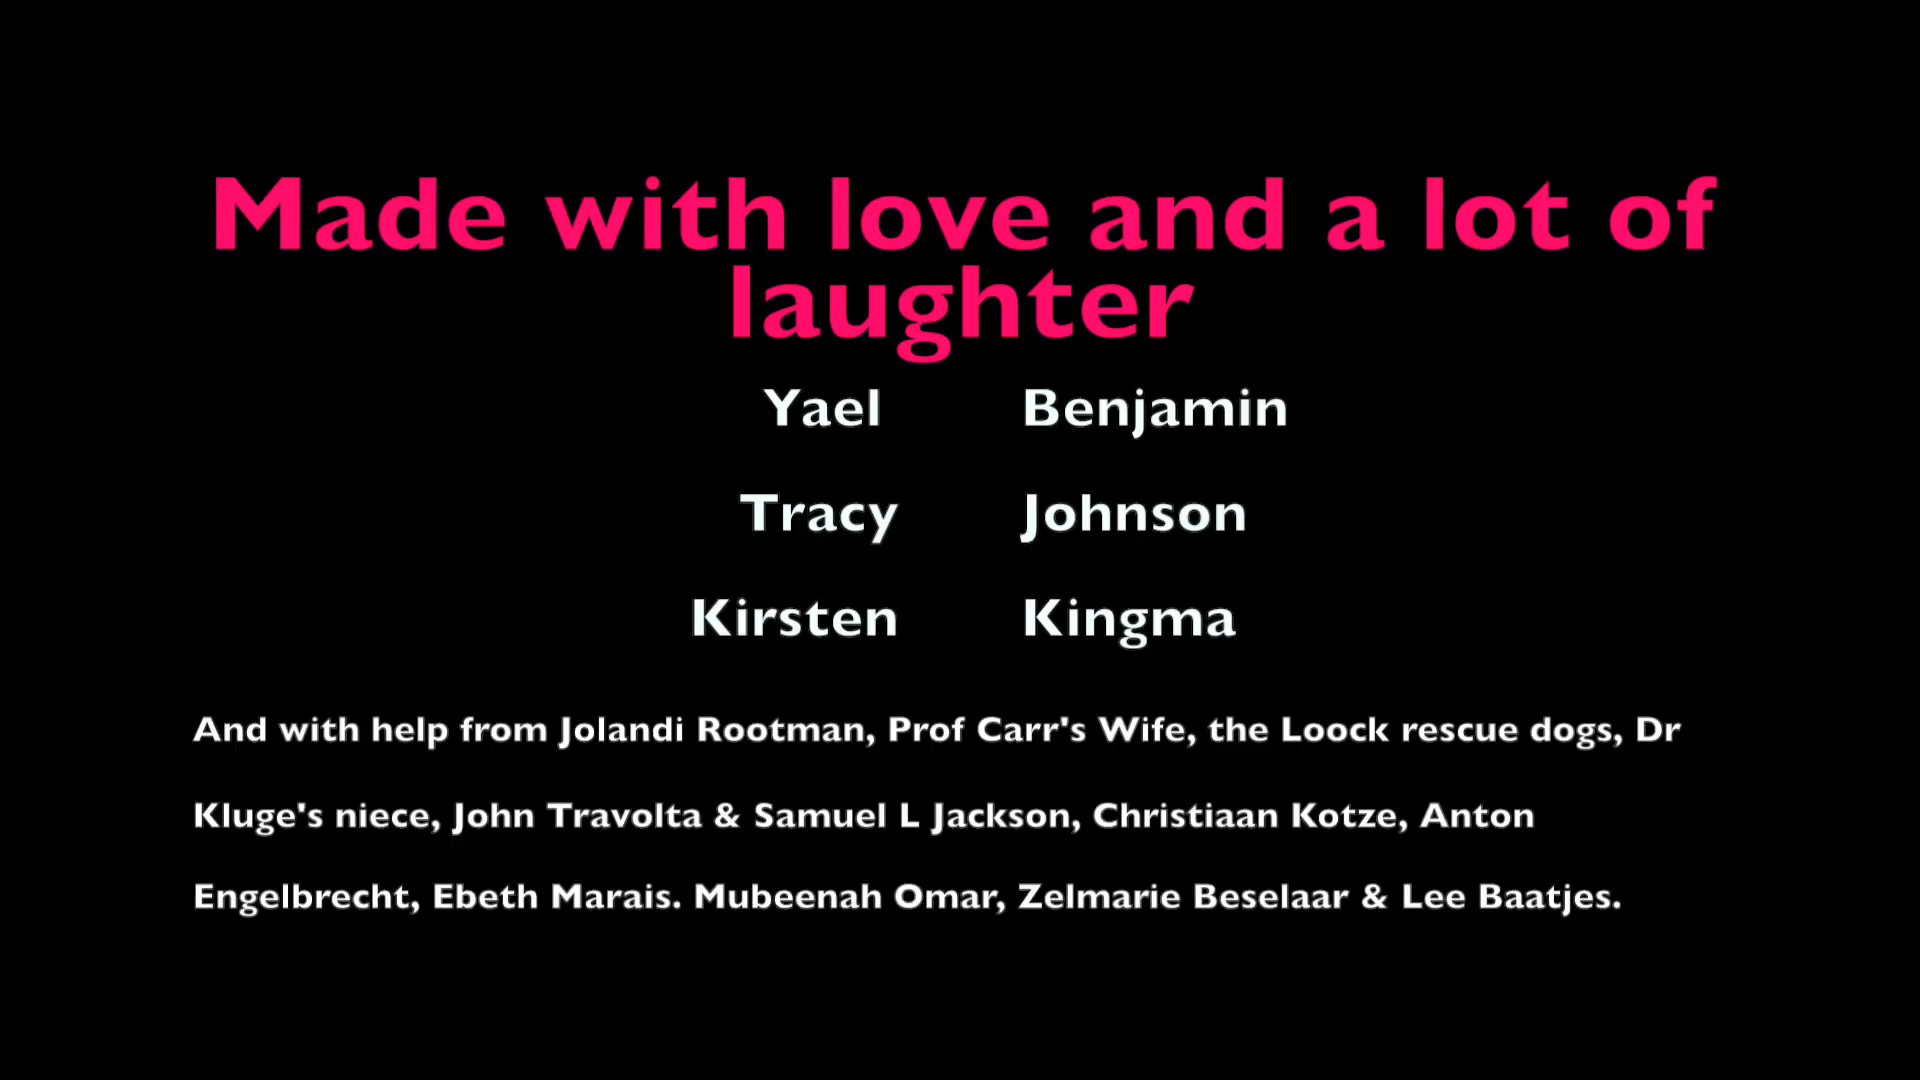 Made with love and a lot of
laughter
Yael Benjamin
Tracy Johnson
Kirsten Kingma
And with help from Jolandi Rootman, Prof Carr's Wife, the Loock rescue dogs, Dr
Kluge's niece, John Travolta & Samuel L Jackson, Christiaan Kotze, Anton
Engelbrecht, Ebeth Marais. Mubeenah Omar, Zelmarie Beselaar & Lee Baatjes.